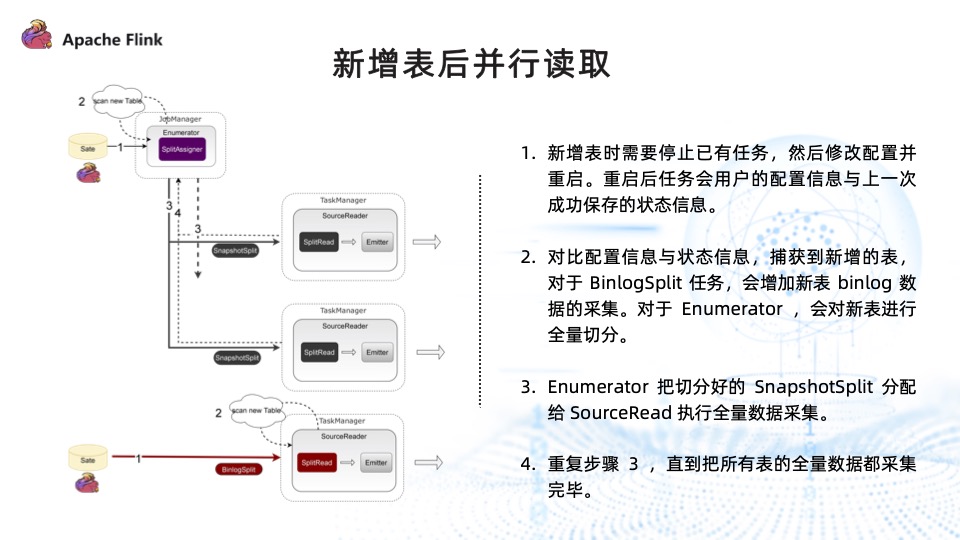 Apache Flink
新增表后并行读取
2
scan new Table
JobManager
Enumerator
SplitAssigner
Sate
1
3
4
3
SnapshotSplit
TaskManager
SourceReader
SplitRead
Emitter
SnapshotSplit
TaskManager
SourceReader
SplitRead
Emitter
2
scan new Table
TaskManager
SourceReader
SplitRead
Emitter
Sate
1
BinlogSplit
1. 新增表时需要停止已有任务，然后修改配置并
重启。重启后任务会用户的配置信息与上一次
成功保存的状态信息。
2. 对比配置信息与状态信息，捕获到新增的表，
对于 BinlogSplit 任务，会增加新表 binlog 数
据的采集。对于 Enumerator ，会对新表进行
全量切分。
3. Enumerator 把切分好的 SnapshotSplit 分配
给 SourceRead 执行全量数据采集。
4. 重复步骤 3 ，直到把所有表的全量数据都采集
完毕。